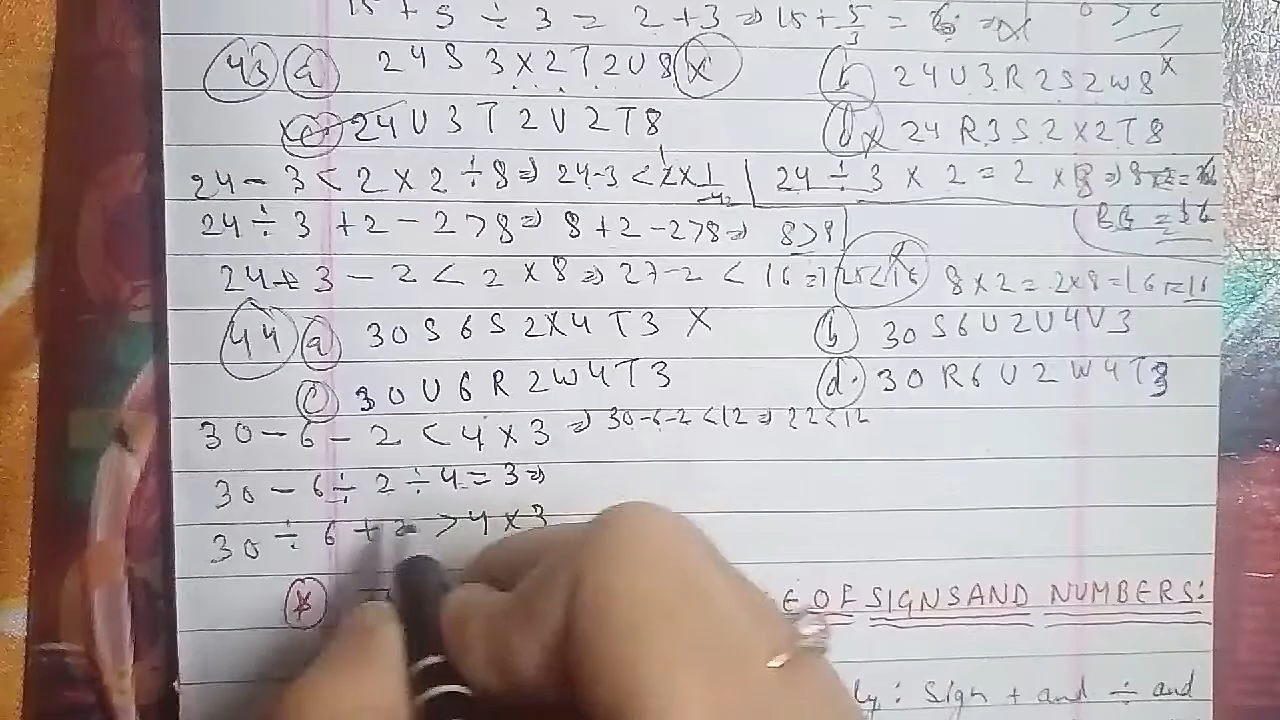 15 + 5 ÷ 3 = 2 + 3 ⇒ 15 + 5/3 =
43 a 24 S 3 X 2 T 2 U 8 X b 24 U 3 R 2 S 2 W 8 X
c 24 U 3 T 2 V 2 T 8 d X 24 R 3 S 2 X 2 T 8
24 - 3 < 2 × 2 ÷ 8 ⇒ 24-3 < 2 × 1 24 ÷ 3 × 2 = 2 × 8 ⇒
24 ÷ 3 + 2 - 2 > 8 ⇒ 8 + 2 - 2 > 8 ⇒ 8 > 8
24 + 3 - 2 < 2 × 8 ⇒ 27-2 < 16 ⇒ 25 < 16 X 8 × 2 = 2×8 = 16 = 16
44 a 30 S 6 S 2 X 4 T 3 X b 30 S 6 U 2 U 4 V 3
c 30 U 6 R 2 W 4 T 3 d. 30 R 6 U 2 W 4 T 3
30 - 6 - 2 < 4 × 3 ⇒ 30-6-2 < 12 ⇒ 22 < 12
30 - 6 ÷ 2 ÷ 4 = 3 ⇒
30 ÷ 6 + 2 > 4 × 3
E OF SIGNS AND NUMBERS:
ly: Sign + and ÷ and